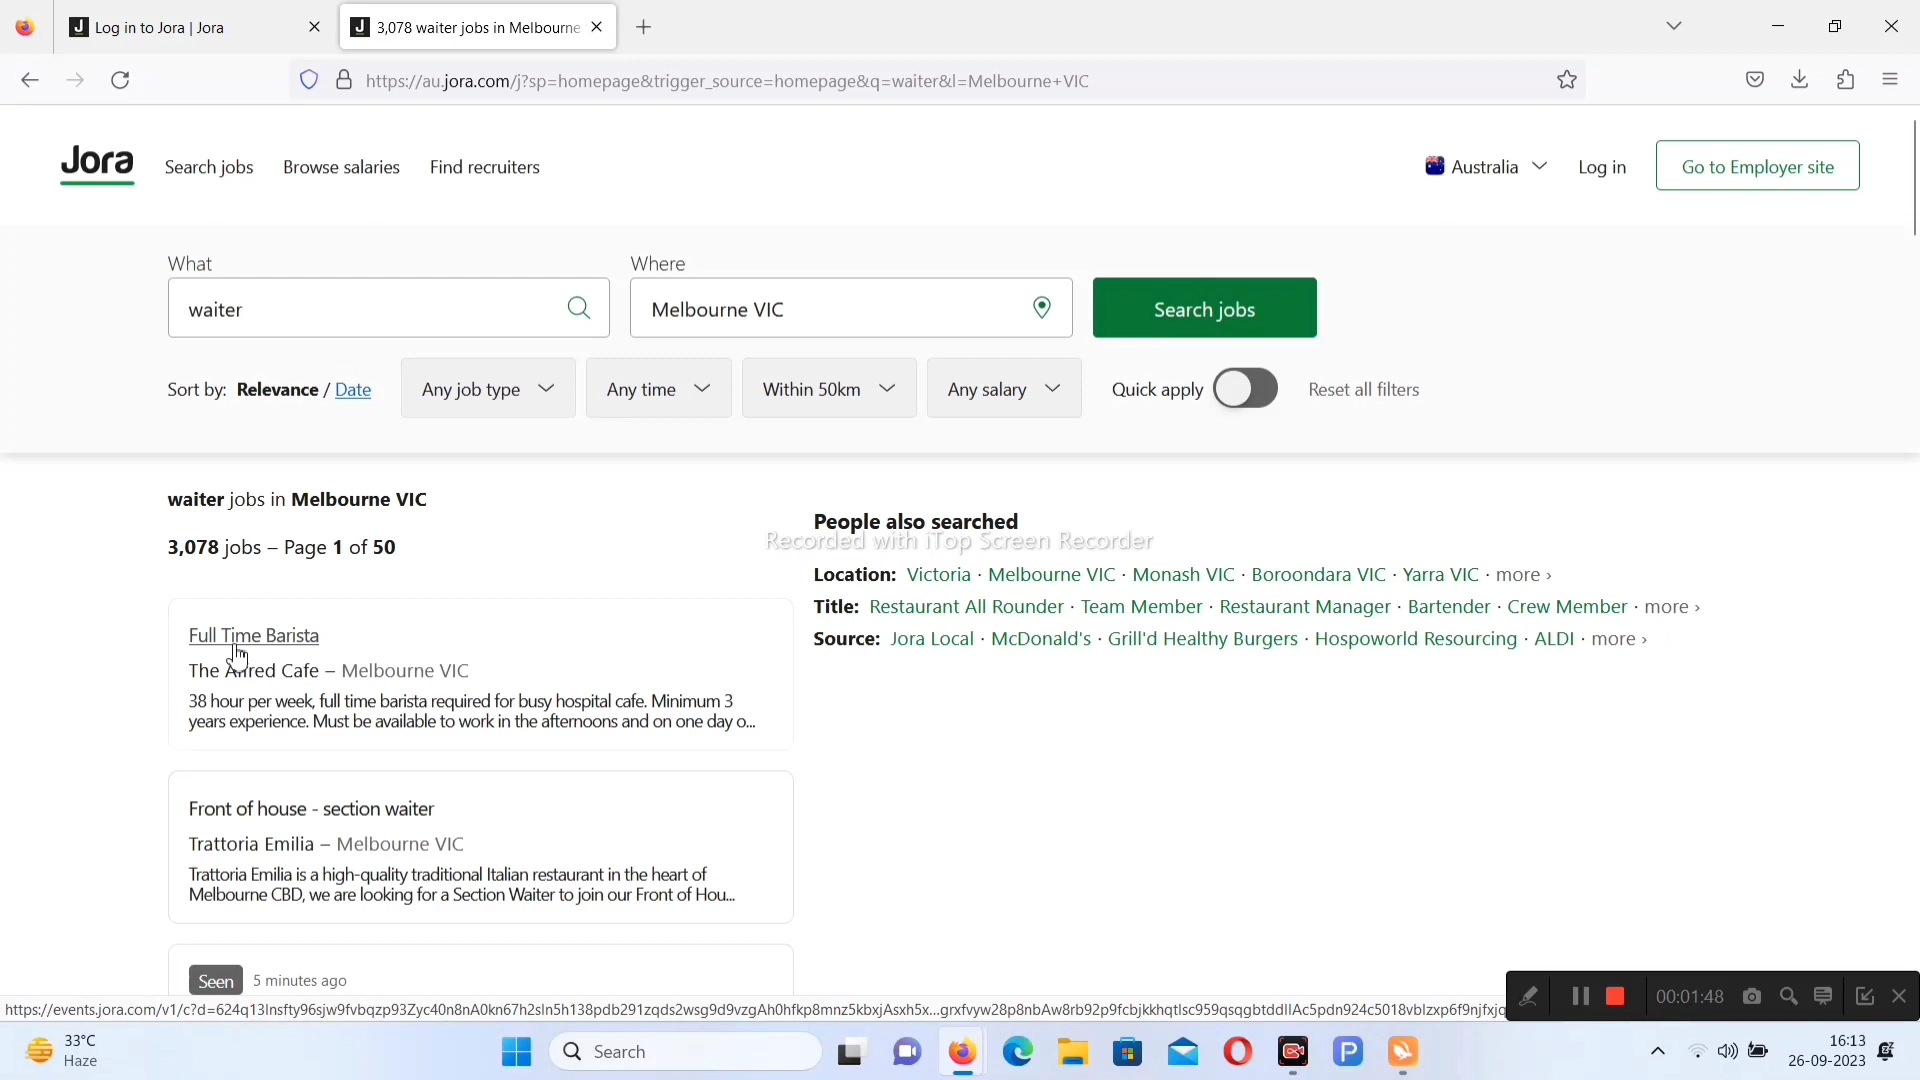 Log in to Jora | Jora
3,078 waiter jobs in Melbourne
https://au.jora.com/j?sp=homepage&trigger_source=homepage&q=waiter&l=Melbourne+VIC
Jora
Search jobs
Browse salaries
Find recruiters
Australia
Log in
Go to Employer site
What
Where
waiter
Melbourne VIC
Search jobs
Sort by: Relevance / Date
Any job type
Any time
Within 50km
Any salary
Quick apply
Reset all filters
waiter jobs in Melbourne VIC
3,078 jobs – Page 1 of 50
People also searched
Recorded with iTop Screen Recorder
Location: Victoria · Melbourne VIC · Monash VIC · Boroondara VIC · Yarra VIC · more ›
Title: Restaurant All Rounder · Team Member · Restaurant Manager · Bartender · Crew Member · more ›
Source: Jora Local · McDonald's · Grill'd Healthy Burgers · Hospoworld Resourcing · ALDI · more ›
Full Time Barista
The Alfred Cafe – Melbourne VIC
38 hour per week, full time barista required for busy hospital cafe. Minimum 3
years experience. Must be available to work in the afternoons and on one day o...
Front of house - section waiter
Trattoria Emilia – Melbourne VIC
Trattoria Emilia is a high-quality traditional Italian restaurant in the heart of
Melbourne CBD, we are looking for a Section Waiter to join our Front of Hou...
Seen
5 minutes ago
00:01:48
33°C
Haze
Search
16:13
26-09-2023